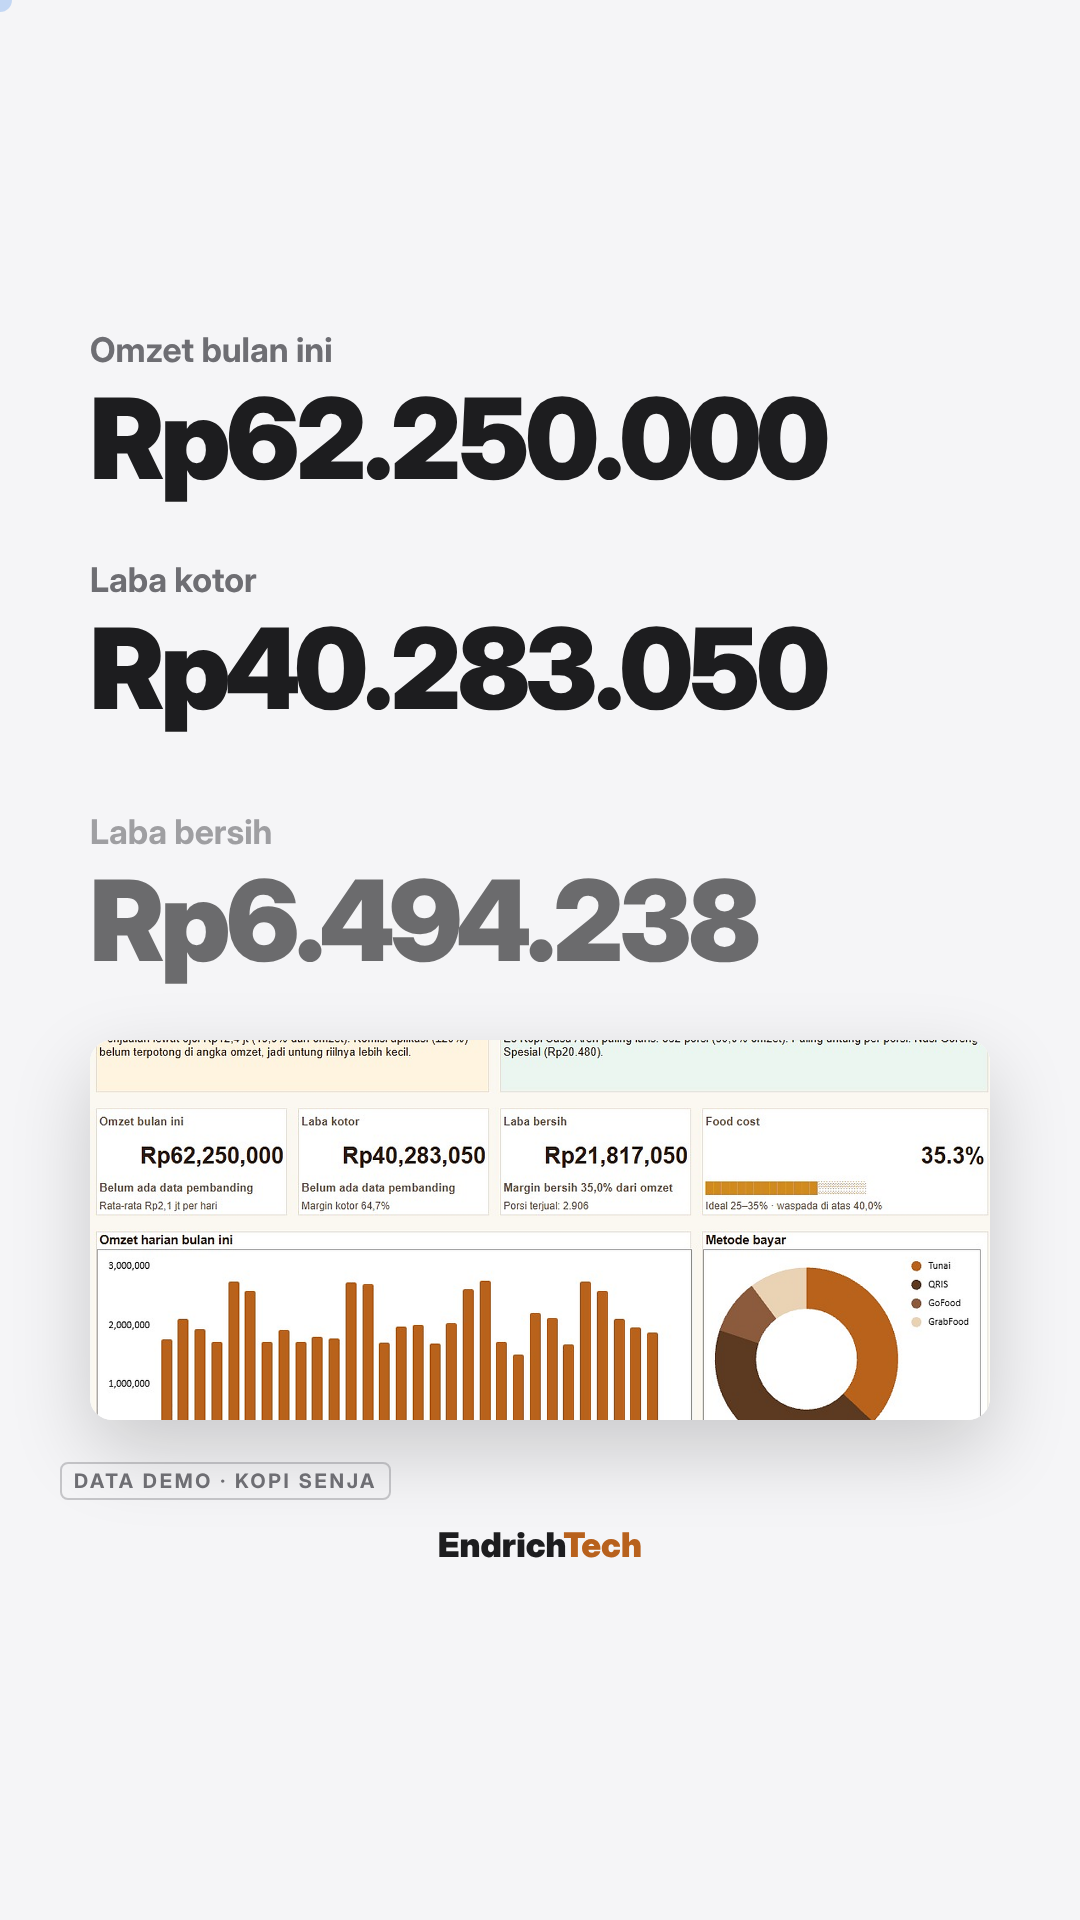 Omzet bulan ini
Rp62.250.000
Laba kotor
Rp40.283.050
Laba bersih
Rp6.494.238
belum terpotong di angka omzet, jadi untung riilnya lebih kecil.
Spesial (Rp20.480).
Omzet bulan ini
Rp62,250,000
Belum ada data pembanding
Rata-rata Rp2,1 jt per hari
Laba kotor
Rp40,283,050
Belum ada data pembanding
Margin kotor 64,7%
Laba bersih
Rp21,817,050
Margin bersih 35,0% dari omzet
Porsi terjual: 2.906
Food cost
35.3%
Ideal 25–35% · waspada di atas 40,0%
Omzet harian bulan ini
3,000,000
2,000,000
1,000,000
Metode bayar
Tunai
QRIS
GoFood
GrabFood
DATA DEMO · KOPI SENJA
EndrichTech